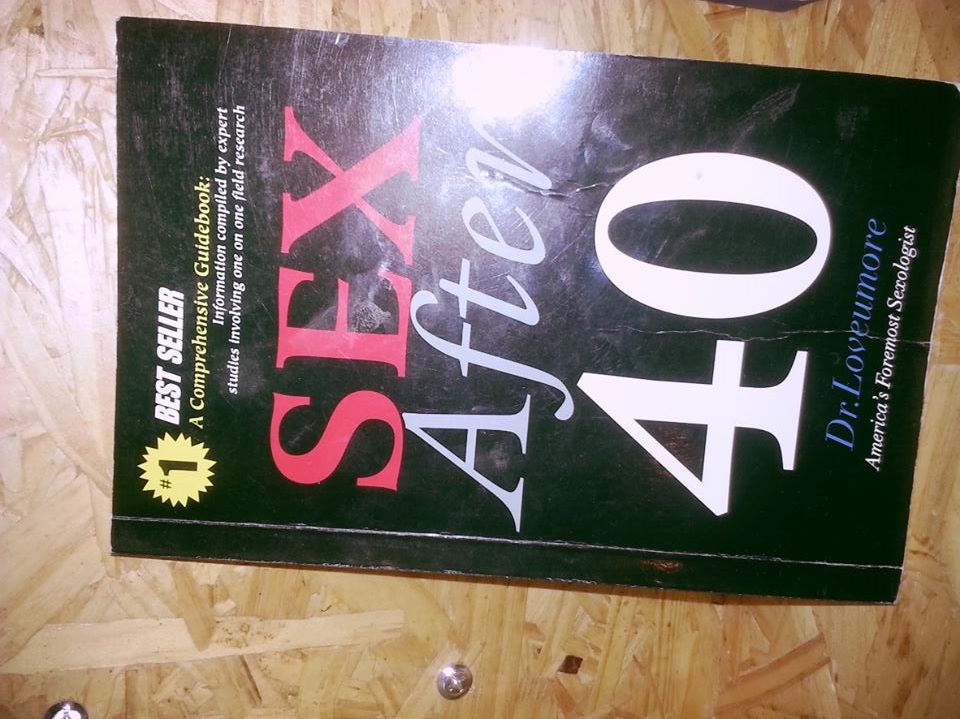 #1
BEST SELLER
A Comprehensive Guidebook:
Information compiled by expert
studies involving one on one field research
SEX
After
40
Dr.Loveumore
America's Foremost Sexologist